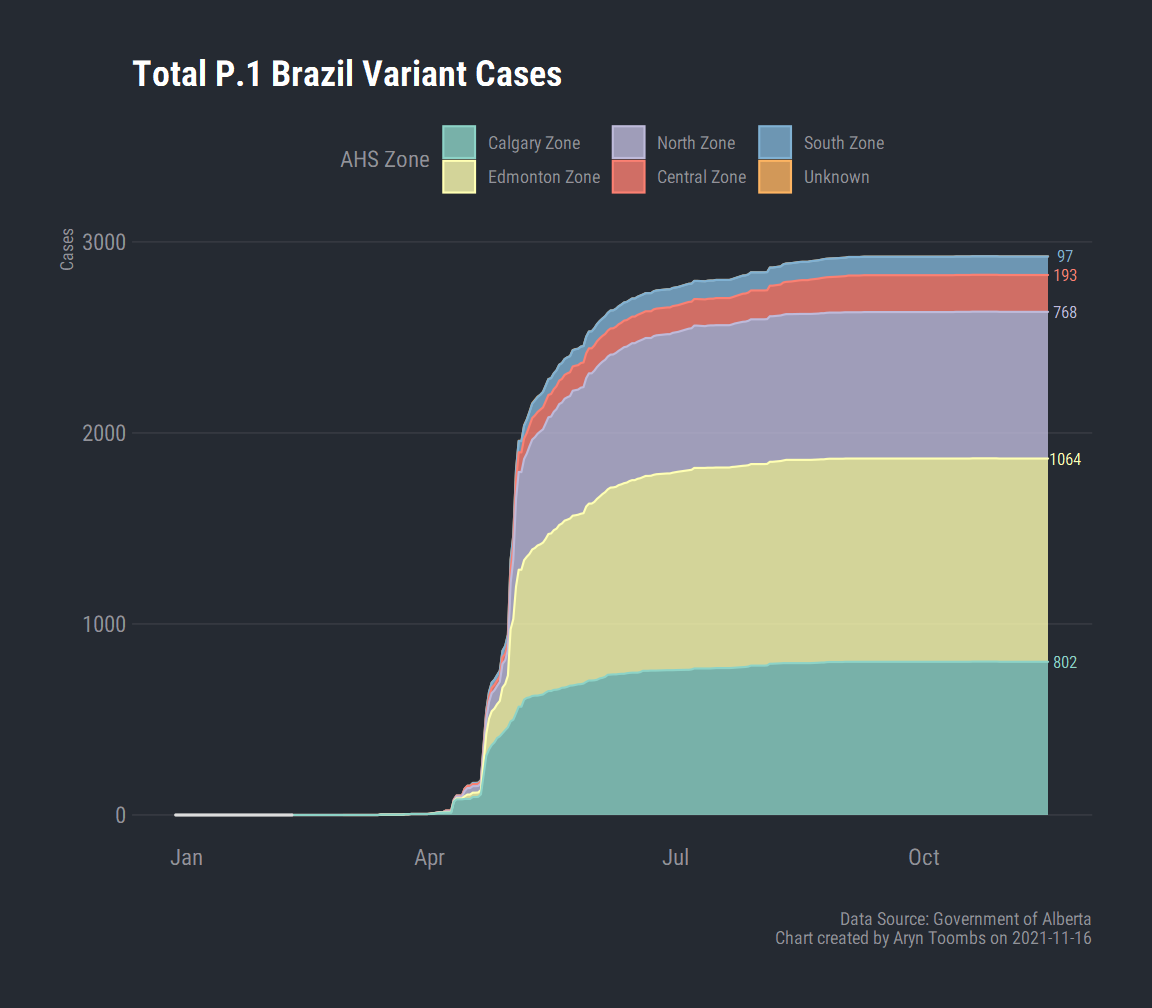 Total P.1 Brazil Variant Cases
AHS Zone
Calgary Zone
North Zone
South Zone
Edmonton Zone
Central Zone
Unknown
Cases
3000
2000
1000
0
97
193
768
1064
802
Jan
Apr
Jul
Oct
Data Source: Government of Alberta
Chart created by Aryn Toombs on 2021-11-16